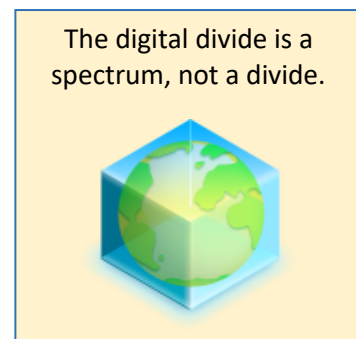 The digital divide is a
spectrum, not a divide.